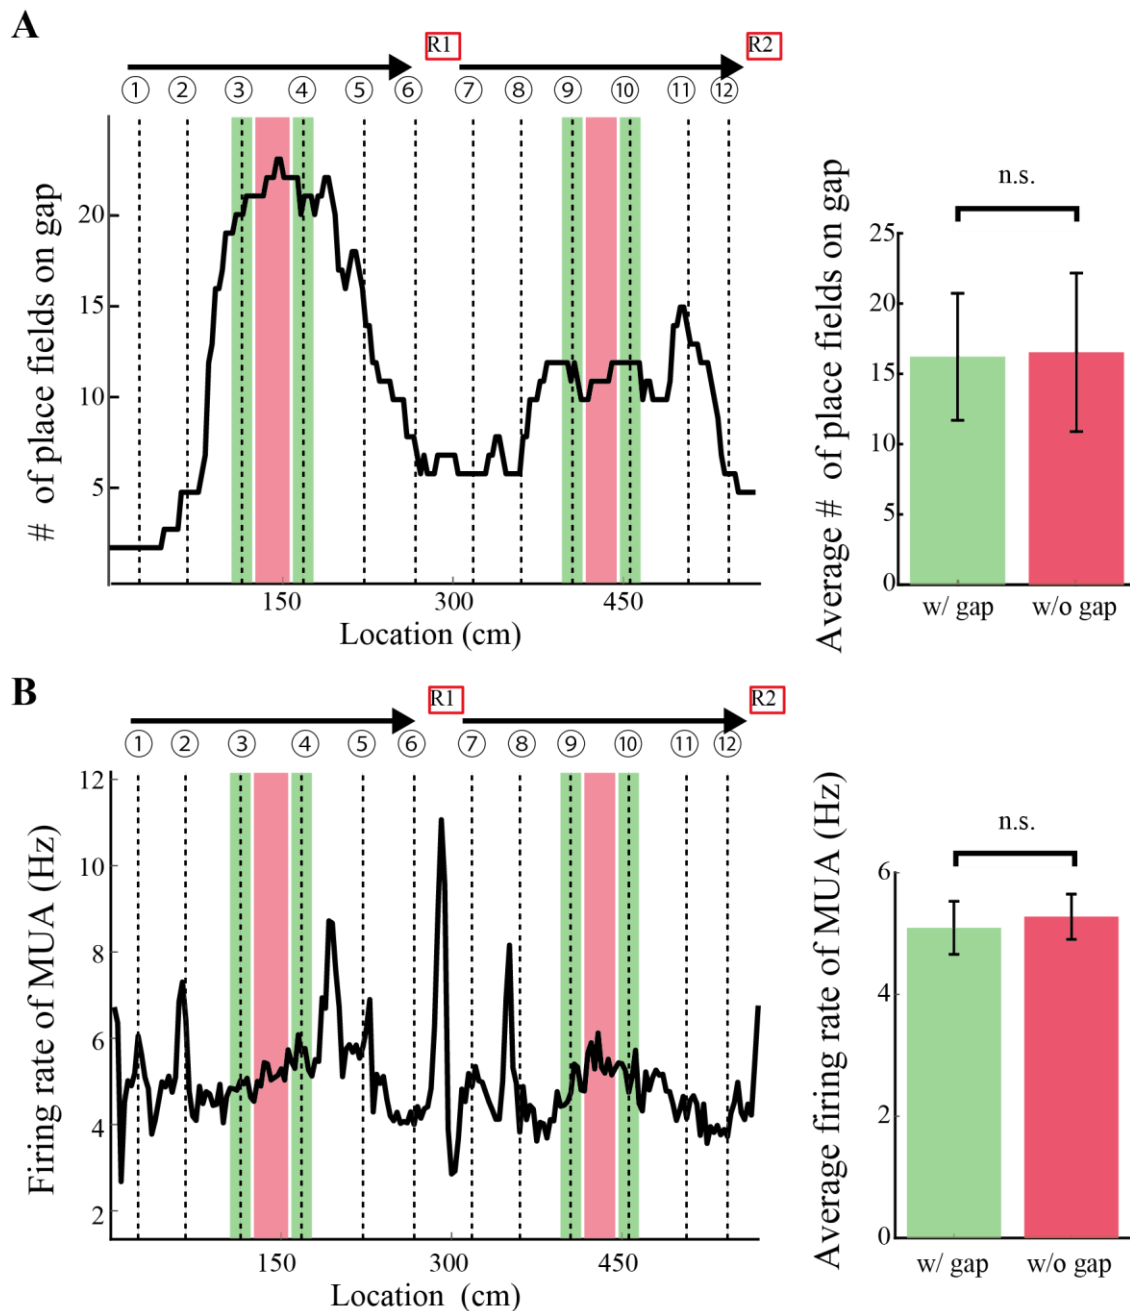 A
R1
R2
① ② ③ ④ ⑤ ⑥ ⑦ ⑧ ⑨ ⑩ ⑪ ⑫
# of place fields on gap
20
15
10
5
150 300 450
Location (cm)
Average # of place fields on gap
n.s.
25
20
15
10
5
0
w/ gap w/o gap
B
R1
R2
① ② ③ ④ ⑤ ⑥ ⑦ ⑧ ⑨ ⑩ ⑪ ⑫
Firing rate of MUA (Hz)
12
10
8
6
4
2
150 300 450
Location (cm)
Average firing rate of MUA (Hz)
n.s.
6
4
2
0
w/ gap w/o gap